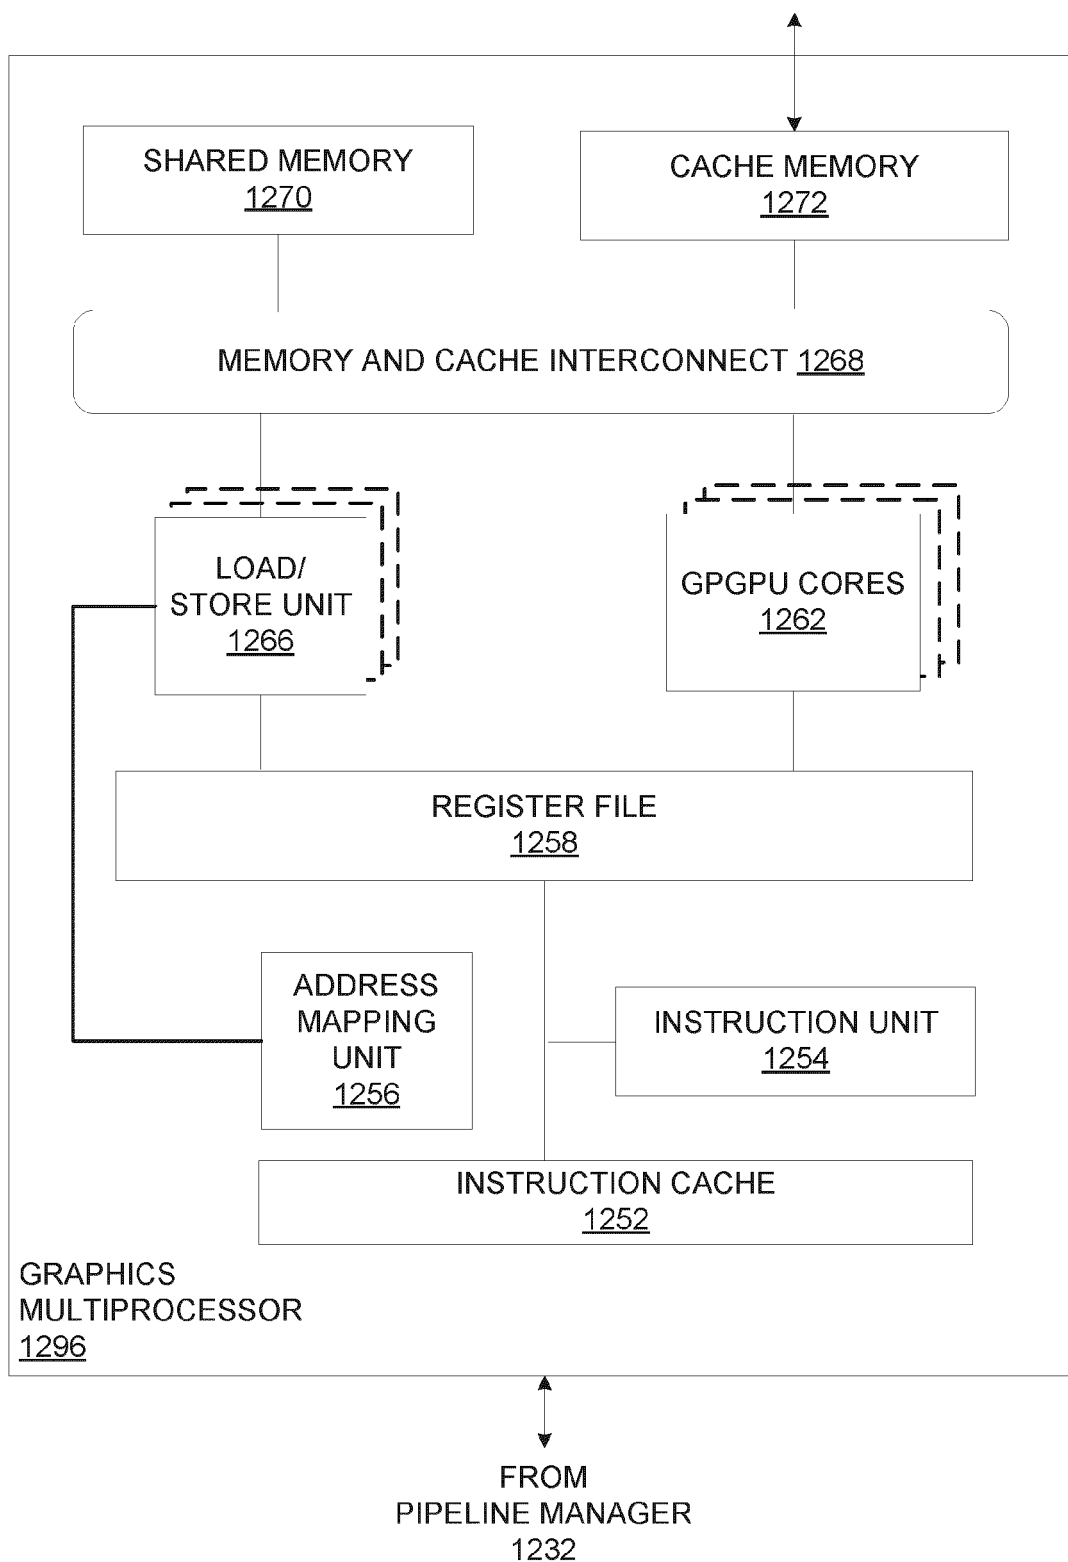 SHARED MEMORY
1270
CACHE MEMORY
1272
MEMORY AND CACHE INTERCONNECT 1268
LOAD/
STORE UNIT
1266
GPGPU CORES
1262
REGISTER FILE
1258
ADDRESS
MAPPING
UNIT
1256
INSTRUCTION UNIT
1254
INSTRUCTION CACHE
1252
GRAPHICS
MULTIPROCESSOR
1296
FROM
PIPELINE MANAGER
1232